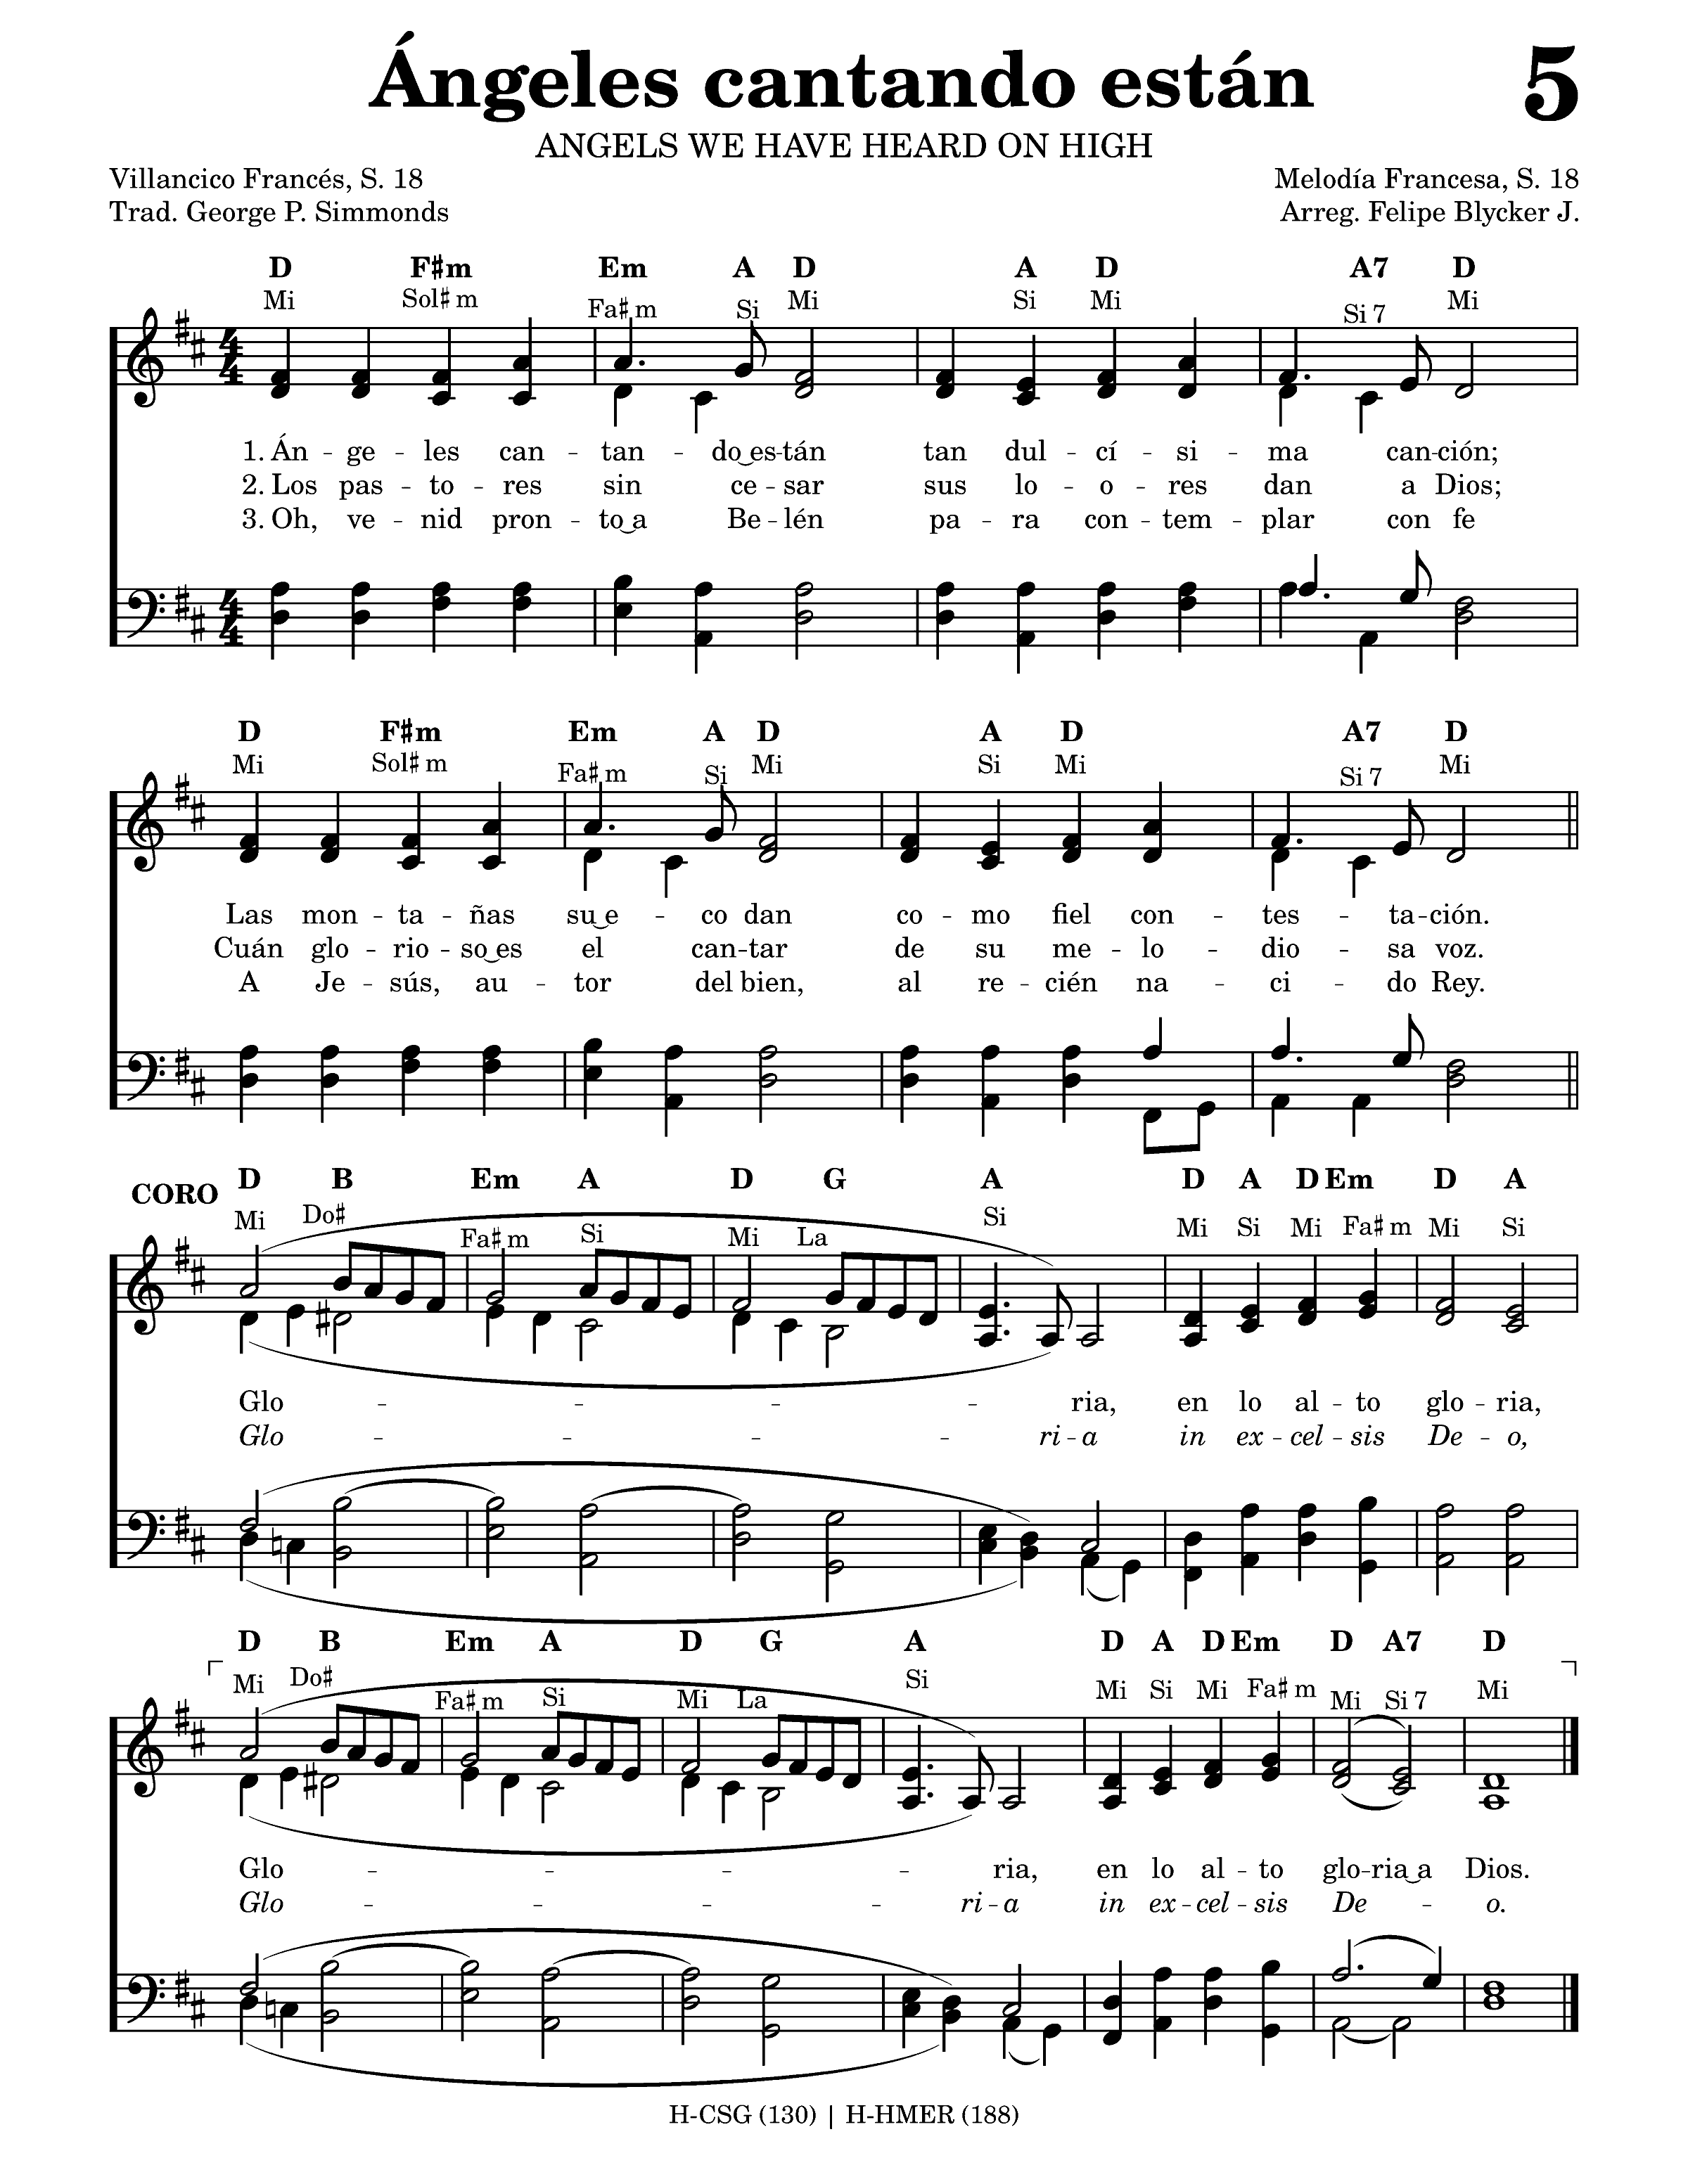 Ángeles cantando están
5
ANGELS WE HAVE HEARD ON HIGH
Villancico Francés, S. 18
Melodía Francesa, S. 18
Trad. George P. Simmonds
Arreg. Felipe Blycker J.
D F♯m Em A D A D A7 D
Mi Sol♯m Fa♯m Si Mi Si Mi Si 7 Mi
1. Án - ge - les can - tan - do es - tán tan dul - cí - si - ma can - ción;
2. Los pas - to - res sin ce - sar sus lo - o - res dan a Dios;
3. Oh, ve - nid pron - to a Be - lén pa - ra con - tem - plar con fe
D F♯m Em A D A D A7 D
Mi Sol♯m Fa♯m Si Mi Si Mi Si 7 Mi
Las mon - ta - ñas su e - co dan co - mo fiel con - tes - ta - ción.
Cuán glo - rio - so es el can - tar de su me - lo - dio - sa voz.
A Je - sús, au - tor del bien, al re - cién na - ci - do Rey.
D B Em A D G A D A D Em D A
CORO
Mi Do♯ Fa♯m Si Mi La Si Mi Si Mi Fa♯m Mi Si
Glo - - - - - ria, en lo al - to glo - ria,
Glo - - - - - ri - a in ex - cel - sis De - o,
D B Em A D G A D A D Em D A7 D
Mi Do♯ Fa♯m Si Mi La Si Mi Si Mi Fa♯m Mi Si 7 Mi
Glo - - - - - ria, en lo al - to glo - ria a Dios.
Glo - - - - - ri - a in ex - cel - sis De - o.
H-CSG (130) | H-HMER (188)